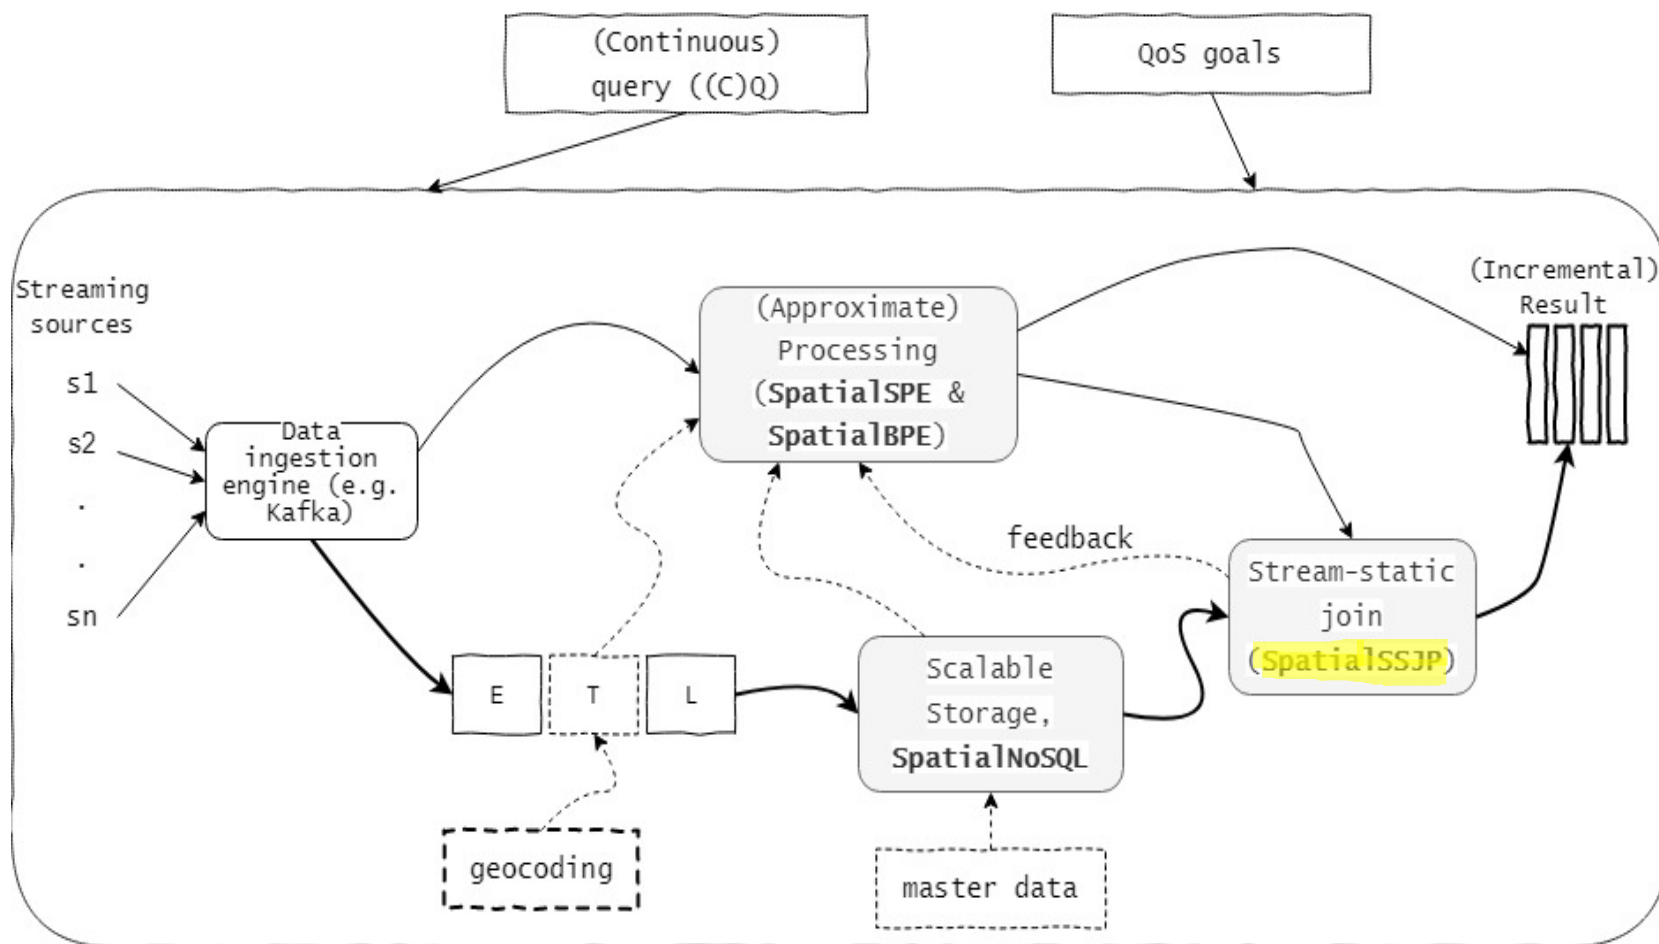 (Continuous)
query ((C)Q)
QoS goals
Streaming
sources
s1
s2
.
.
sn
Data
ingestion
engine (e.g.
Kafka)
(Approximate)
Processing
(SpatialSPE &
SpatialBPE)
(Incremental)
Result
feedback
Stream-static
join
(SpatialSSJP)
E
T
L
Scalable
Storage,
SpatialNoSQL
geocoding
master data